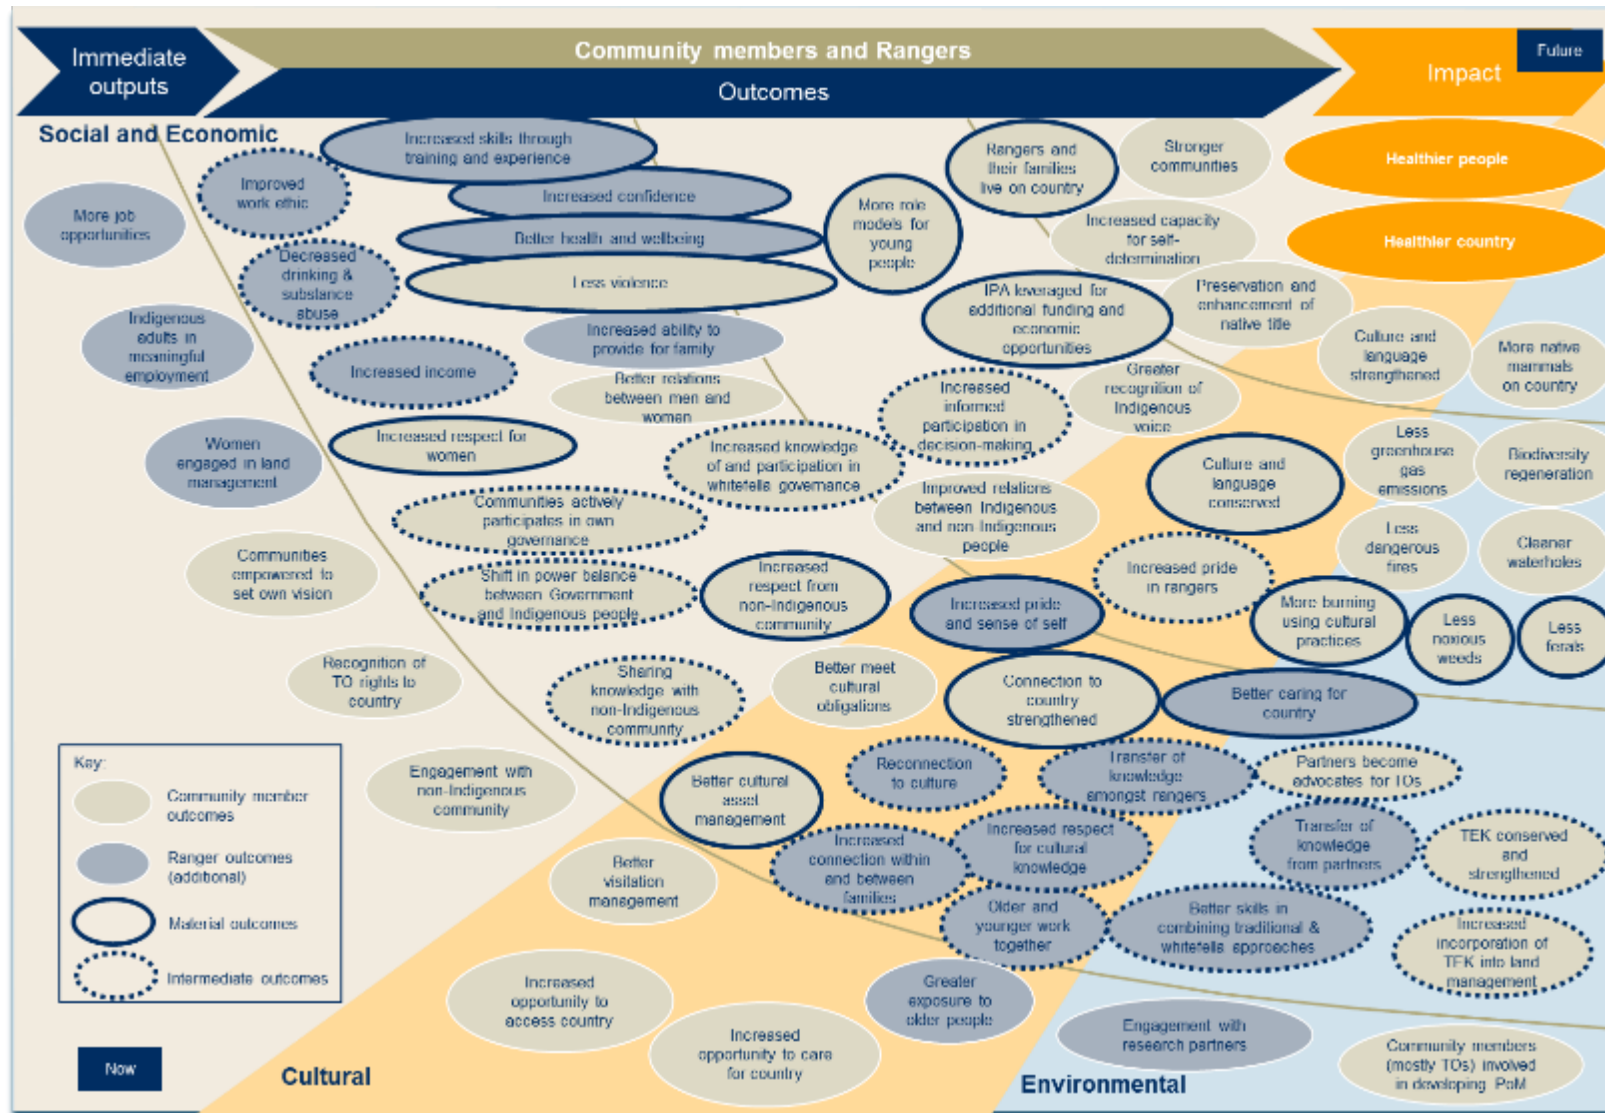 Immediate
outputs
Community members and Rangers
Outcomes
Impact
Future
Social and Economic
Increased skills through
training and experience
Improved
work ethic
Increased confidence
More job
opportunities
Better health and wellbeing
Decreased
drinking &
substance
abuse
Less violence
More role
models for
young
people
Rangers and
their families
live on country
Stronger
communities
Healthier people
Increased capacity
for self-
determination
Healthier country
Indigenous
adults in
meaningful
employment
Increased ability to
provide for family
IPA leveraged for
additional funding and
economic
opportunities
Preservation and
enhancement of
native title
Culture and
language
strengthened
More native
mammals
on country
Increased income
Better relations
between men and
women
Increased
informed
participation in
decision-making
Greater
recognition of
Indigenous
voice
Women
engaged in land
management
Increased respect for
women
Increased knowledge
of and participation in
whitefella governance
Culture and
language
conserved
Less
greenhouse
gas
emissions
Biodiversity
regeneration
Communities actively
participates in own
governance
Improved relations
between Indigenous
and non-Indigenous
people
Less
dangerous
fires
Cleaner
waterholes
Communities
empowered to
set own vision
Shift in power balance
between Government
and Indigenous people
Increased
respect from
non-Indigenous
community
Increased pride
and sense of self
Increased pride
in rangers
More burning
using cultural
practices
Less
noxious
weeds
Less
ferals
Recognition of
TO rights to
country
Sharing
knowledge with
non-Indigenous
community
Better meet
cultural
obligations
Connection to
country
strengthened
Better caring for
country
Engagement with
non-Indigenous
community
Better cultural
asset
management
Reconnection
to culture
Transfer of
knowledge
amongst rangers
Partners become
advocates for TOs
Key:
Community member
outcomes
Ranger outcomes
(additional)
Material outcomes
Intermediate outcomes
Better
visitation
management
Increased
connection within
and between
families
Increased respect
for cultural
knowledge
Transfer of
knowledge
from partners
TEK conserved
and
strengthened
Older and
younger work
together
Better skills in
combining traditional &
whitefella approaches
Increased
incorporation of
TEK into land
management
Increased
opportunity to
access country
Greater
exposure to
older people
Increased
opportunity to care
for country
Engagement with
research partners
Community members
(mostly TOs) involved
in developing PoM
Now
Cultural
Environmental